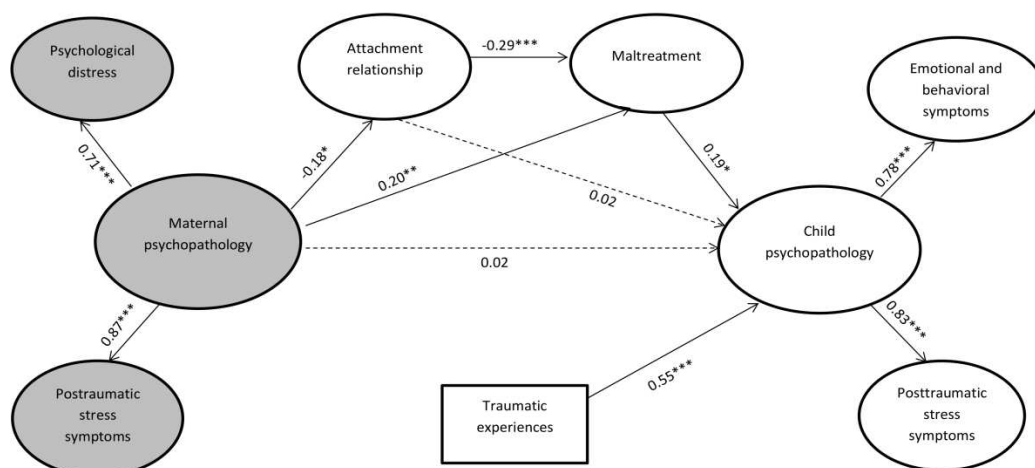 Psychological
distress
Attachment
relationship
-0.29***
Maltreatment
Emotional and
behavioral
symptoms
0.71***
-0.18*
0.20**
0.19*
0.78***
0.02
Maternal
psychopathology
Child
psychopathology
0.02
0.87***
0.83***
0.55***
Postraumatic
stress
symptoms
Traumatic
experiences
Posttraumatic
stress
symptoms